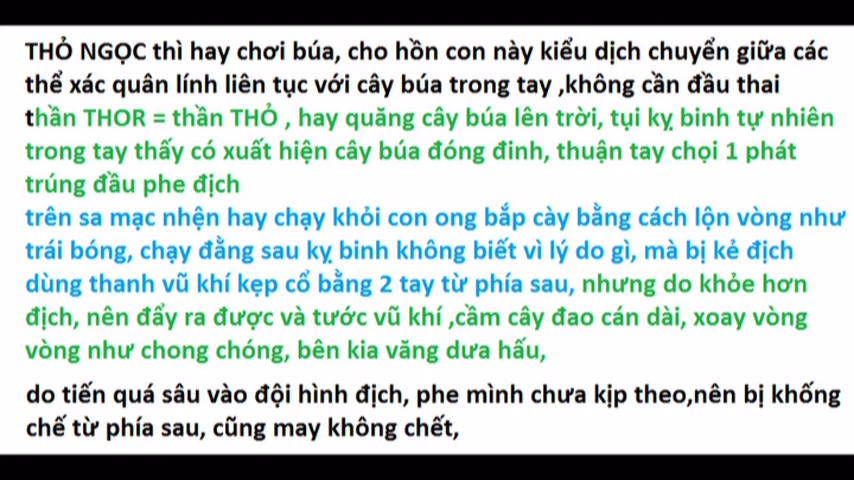 THỎ NGỌC thì hay chơi búa, cho hồn con này kiểu dịch chuyển giữa các
thể xác quân lính liên tục với cây búa trong tay ,không cần đầu thai
thần THOR = thần THỎ , hay quăng cây búa lên trời, tụi kỵ binh tự nhiên
trong tay thấy có xuất hiện cây búa đóng đinh, thuận tay chọi 1 phát
trúng đầu phe địch
trên sa mạc nhện hay chạy khỏi con ong bắp cày bằng cách lộn vòng như
trái bóng, chạy đằng sau kỵ binh không biết vì lý do gì, mà bị kẻ địch
dùng thanh vũ khí kẹp cổ bằng 2 tay từ phía sau, nhưng do khỏe hơn
địch, nên đẩy ra được và tước vũ khí ,cầm cây đao cán dài, xoay vòng
vòng như chong chóng, bên kia văng dưa hấu,
do tiến quá sâu vào đội hình địch, phe mình chưa kịp theo,nên bị khống
chế từ phía sau, cũng may không chết,